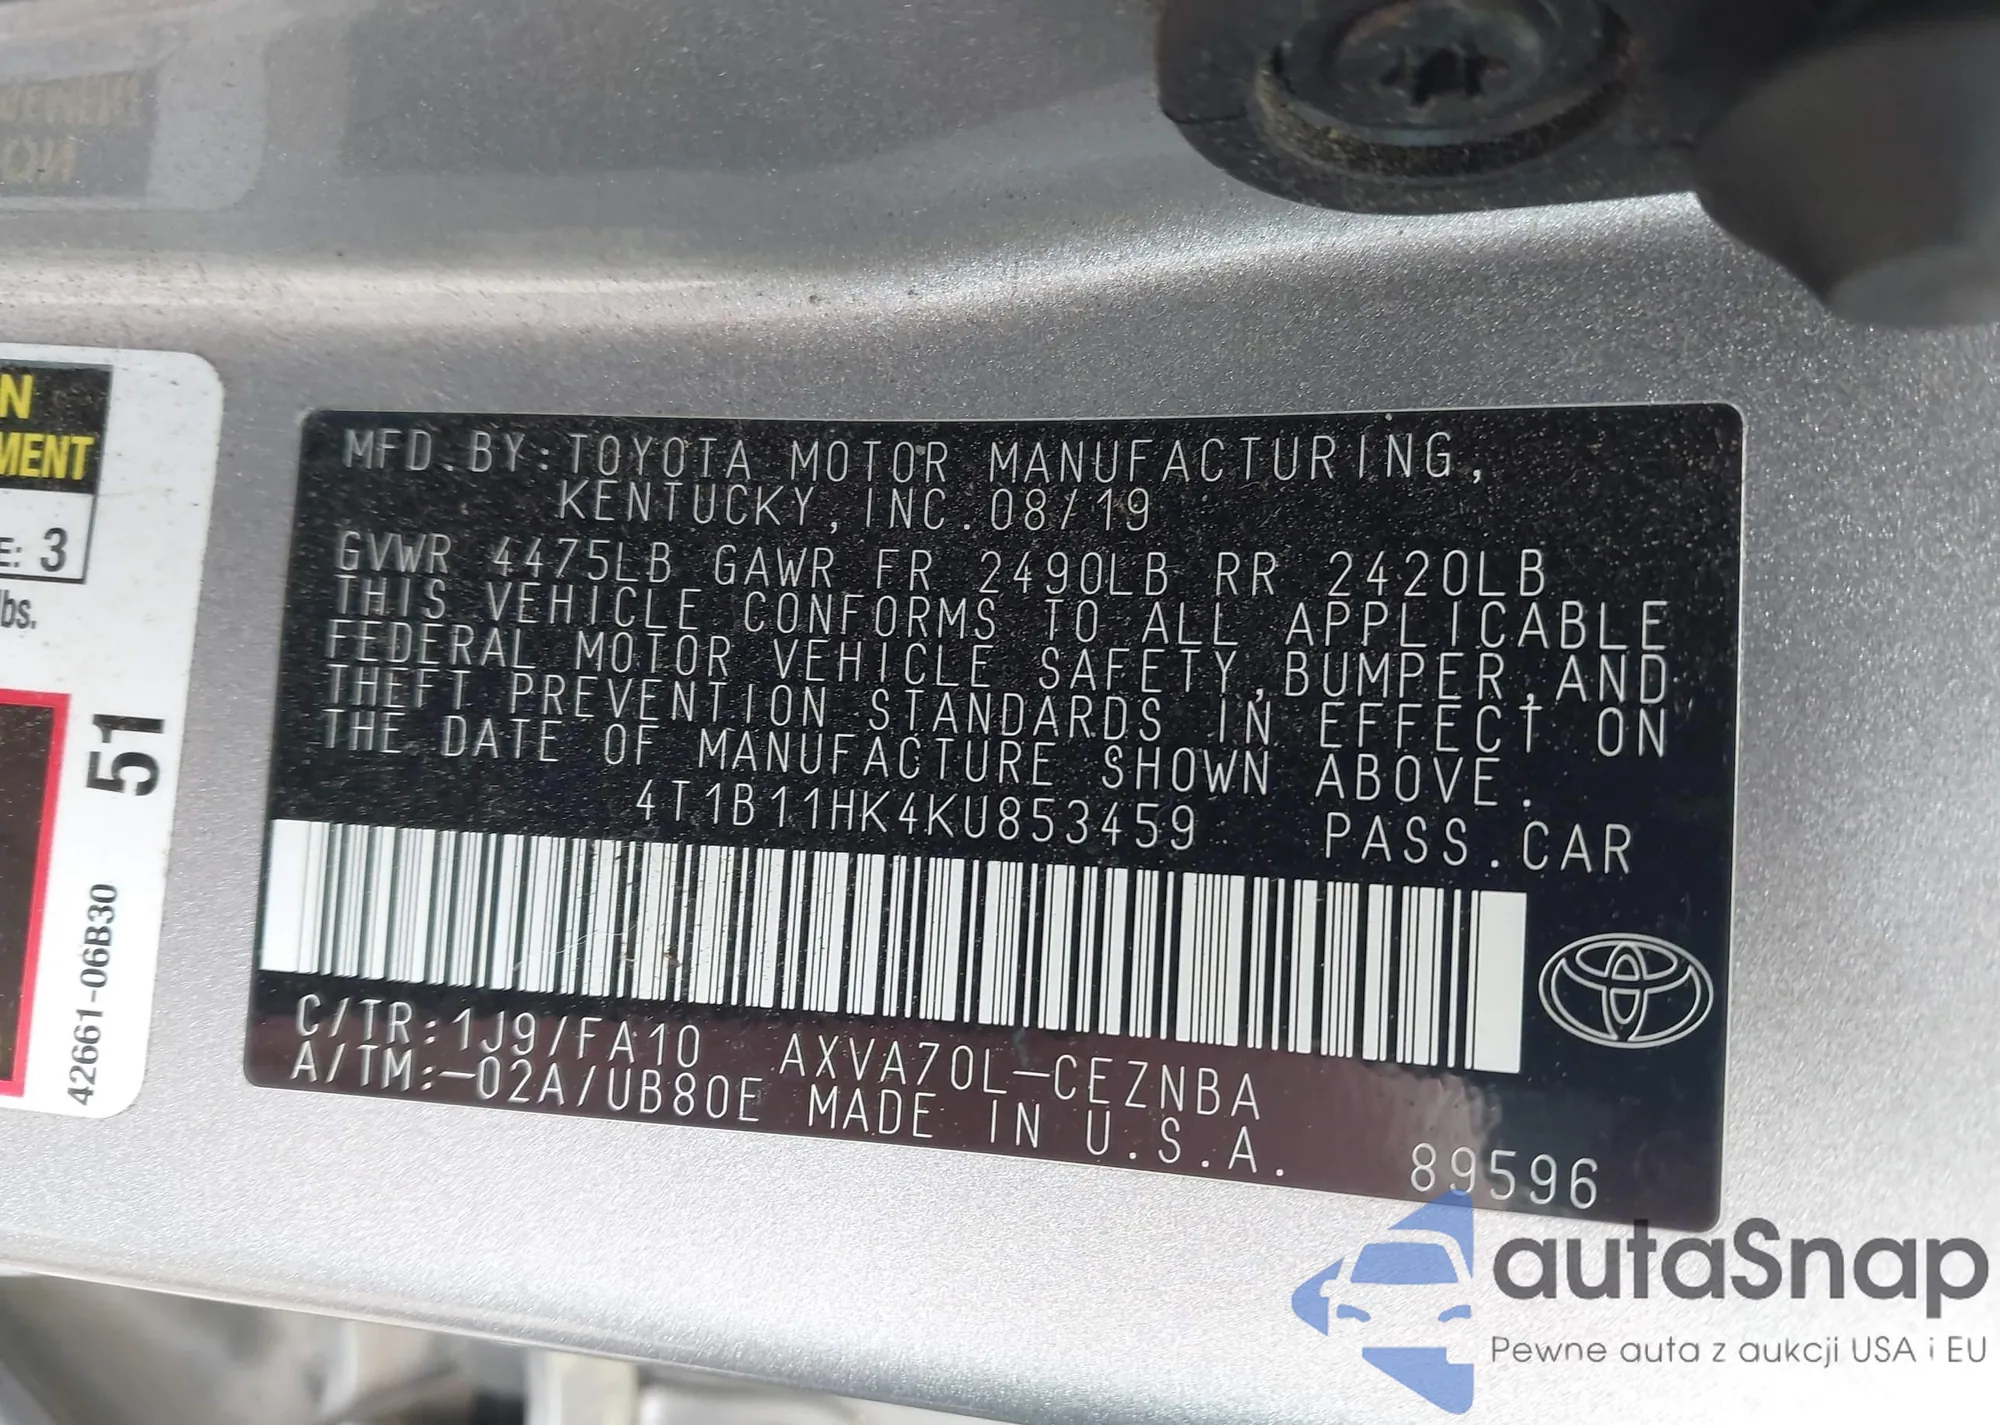 N
MENT
E: 3
lbs.
51
42661-06B30
MFD.BY:TOYOTA MOTOR MANUFACTURING,
KENTUCKY,INC.08/19
GVWR 4475LB GAWR FR 2490LB RR 2420LB
THIS VEHICLE CONFORMS TO ALL APPLICABLE
FEDERAL MOTOR VEHICLE SAFETY,BUMPER,AND
THEFT PREVENTION STANDARDS IN EFFECT ON
THE DATE OF MANUFACTURE SHOWN ABOVE.
4T1B11HK4KU853459 PASS.CAR
C/TR:1J9/FA10 AXVA70L-CEZNBA
A/TM:-02A/UB80E MADE IN U.S.A.
89596
autaSnap
Pewne auta z aukcji USA i EU